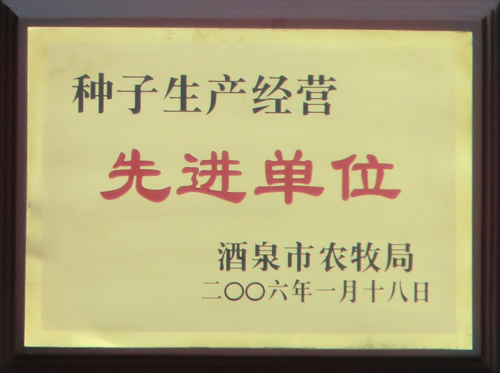 种子生产经营
先进单位
酒泉市农牧局
二〇〇六年一月十八日